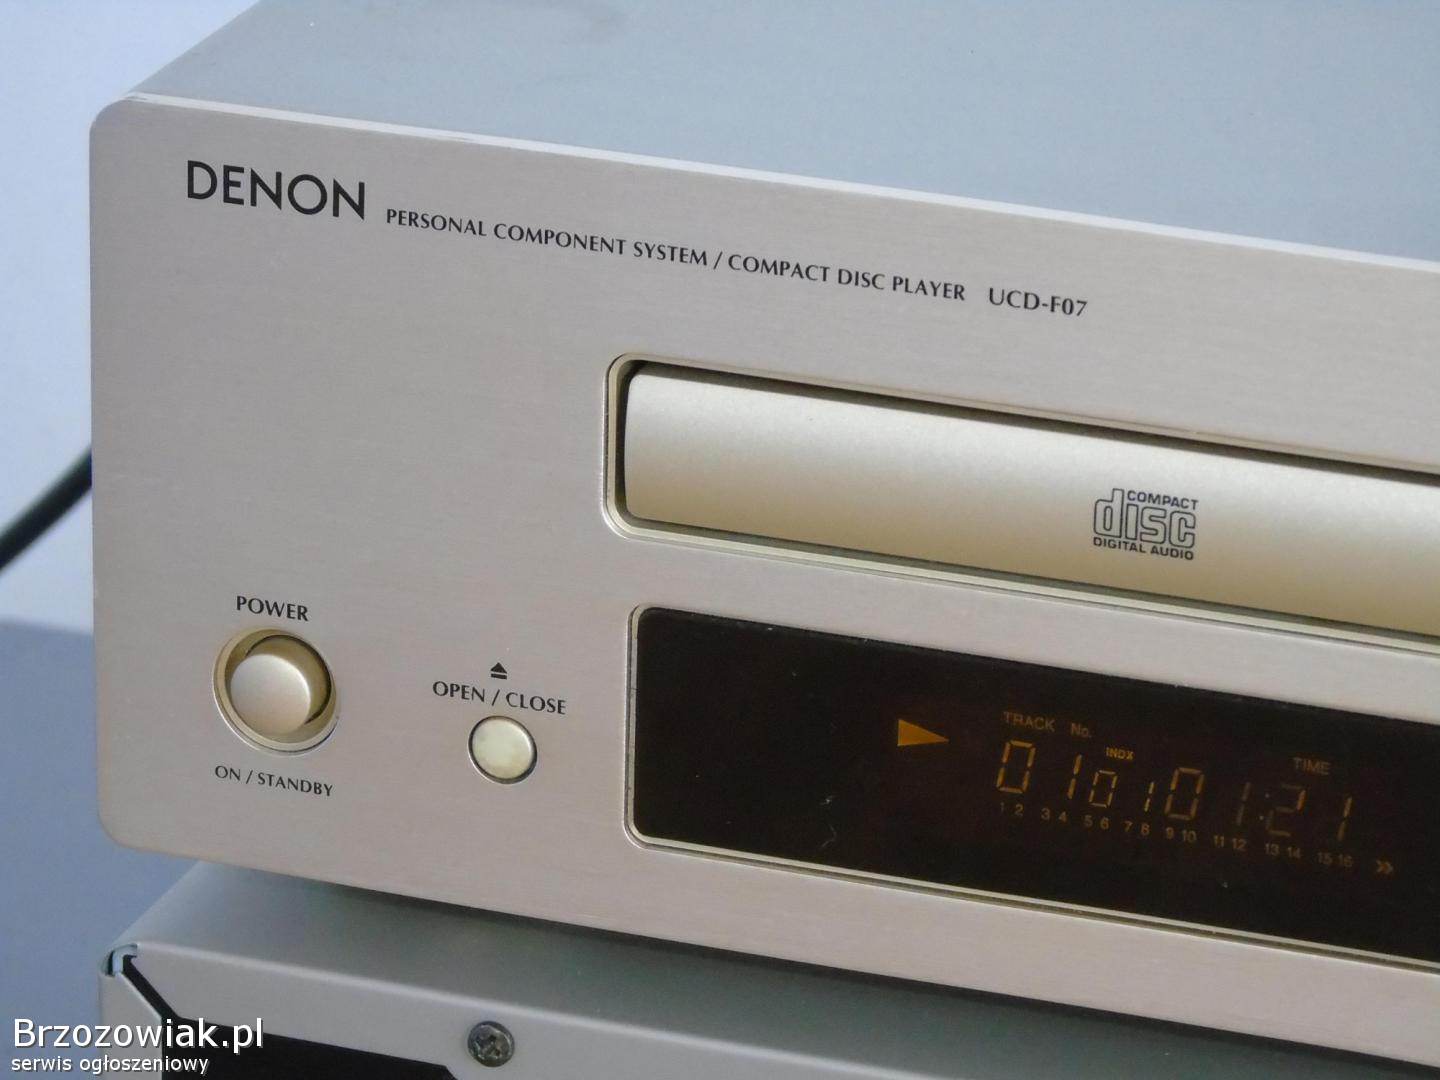 DENON PERSONAL COMPONENT SYSTEM / COMPACT DISC PLAYER UCD-F07
COMPACT
disc
DIGITAL AUDIO
POWER
ON / STANDBY
OPEN / CLOSE
TRACK No. INDX TIME
01 01 01:21
1 2 3 4 5 6 7 8 9 10 11 12 13 14 15 16 »
Brzozowiak.pl
serwis ogłoszeniowy